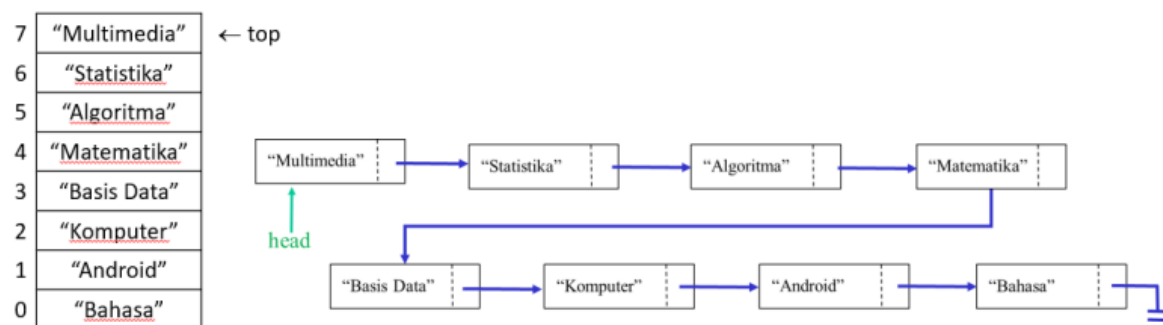 7 “Multimedia” ← top
6 “Statistika”
5 “Algoritma”
4 “Matematika”
3 “Basis Data”
2 “Komputer”
1 “Android”
0 “Bahasa”
“Multimedia” “Statistika” “Algoritma” “Matematika”
head
“Basis Data” “Komputer” “Android” “Bahasa”